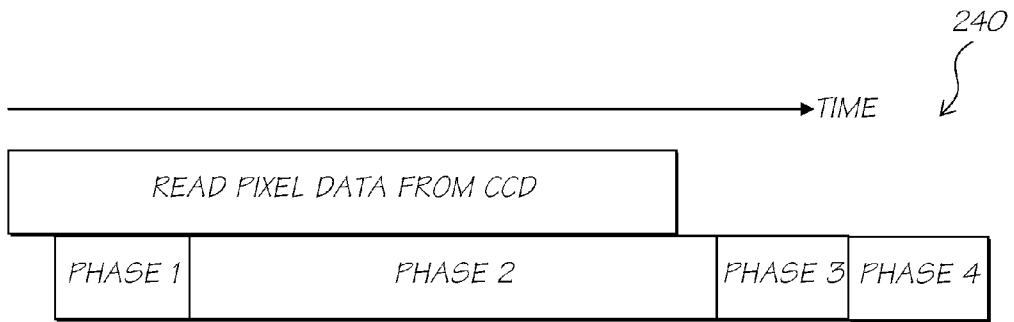 240
TIME
READ PIXEL DATA FROM CCD
PHASE 1 PHASE 2 PHASE 3 PHASE 4